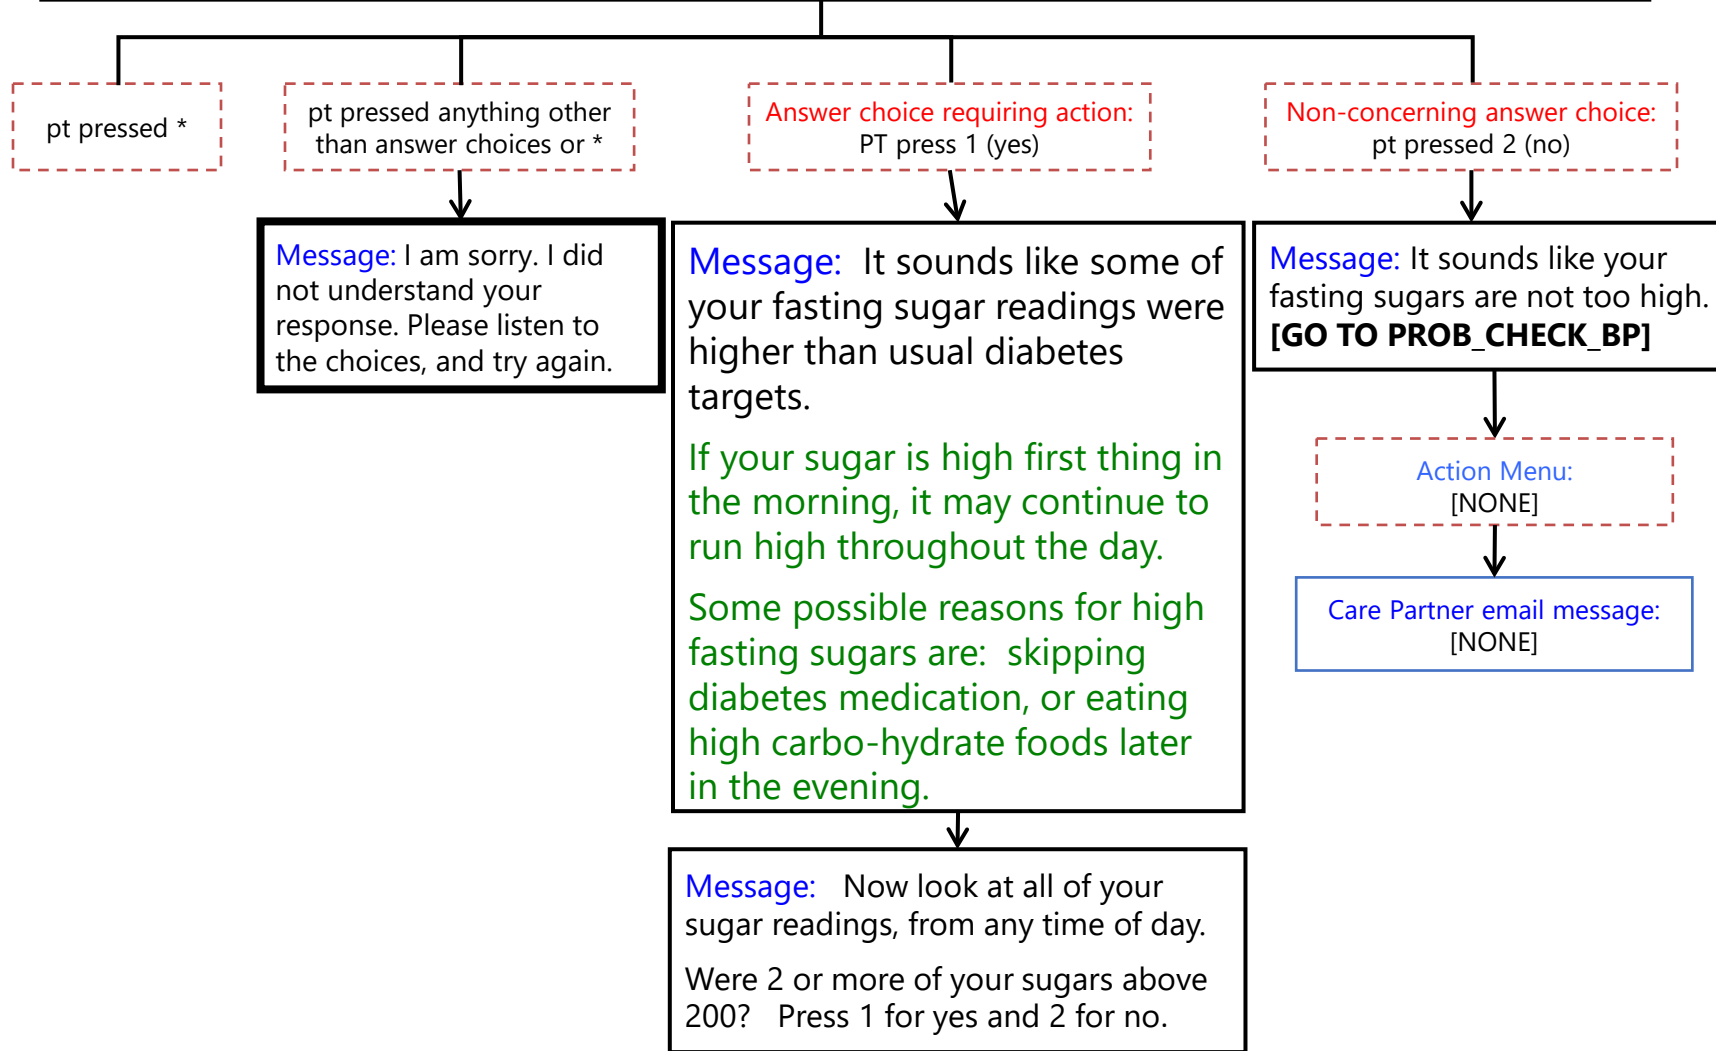 pt pressed *
pt pressed anything other
than answer choices or *
Answer choice requiring action:
PT press 1 (yes)
Non-concerning answer choice:
pt pressed 2 (no)
Message: I am sorry. I did
not understand your
response. Please listen to
the choices, and try again.
Message:  It sounds like some of
your fasting sugar readings were
higher than usual diabetes
targets.
If your sugar is high first thing in
the morning, it may continue to
run high throughout the day.
Some possible reasons for high
fasting sugars are:  skipping
diabetes medication, or eating
high carbo-hydrate foods later
in the evening.
Message: It sounds like your
fasting sugars are not too high.
[GO TO PROB_CHECK_BP]
Action Menu:
[NONE]
Care Partner email message:
[NONE]
Message:   Now look at all of your
sugar readings, from any time of day.
Were 2 or more of your sugars above
200?   Press 1 for yes and 2 for no.